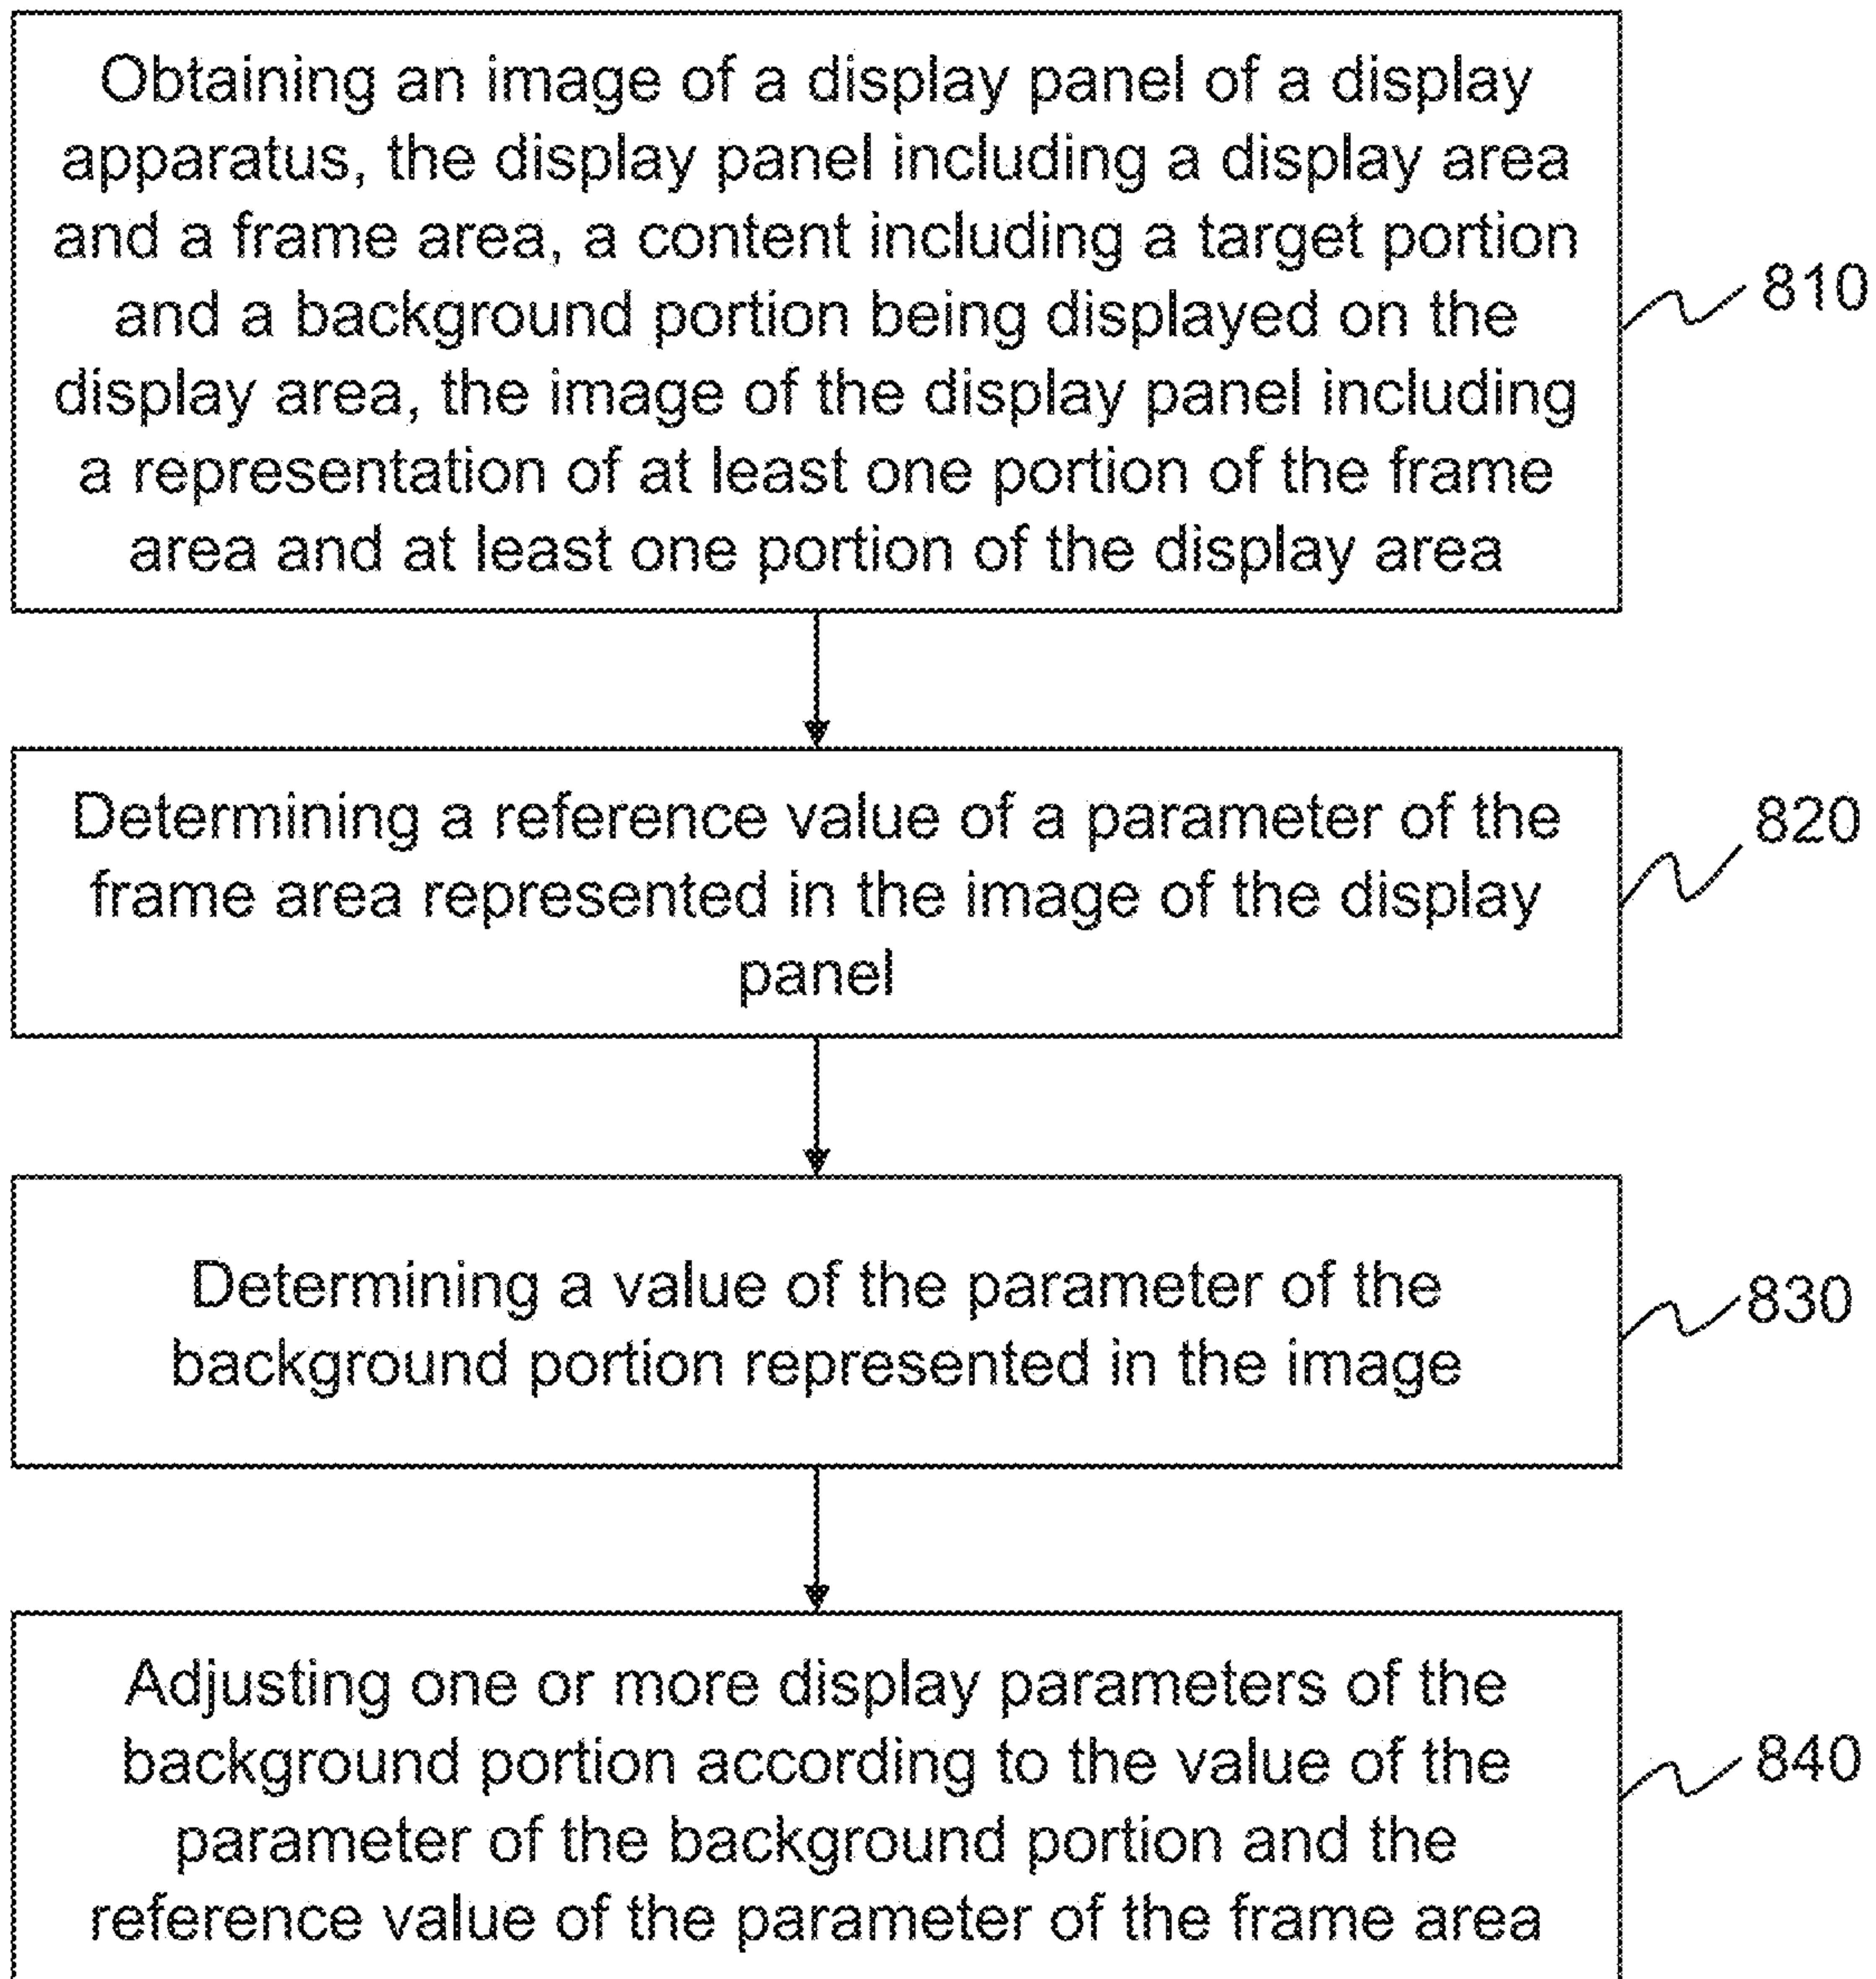 Obtaining an image of a display panel of a display
apparatus, the display panel including a display area
and a frame area, a content including a target portion
and a background portion being displayed on the
display area, the image of the display panel including
a representation of at least one portion of the frame
area and at least one portion of the display area
810
Determining a reference value of a parameter of the
frame area represented in the image of the display
panel
820
Determining a value of the parameter of the
background portion represented in the image
830
Adjusting one or more display parameters of the
background portion according to the value of the
parameter of the background portion and the
reference value of the parameter of the frame area
840